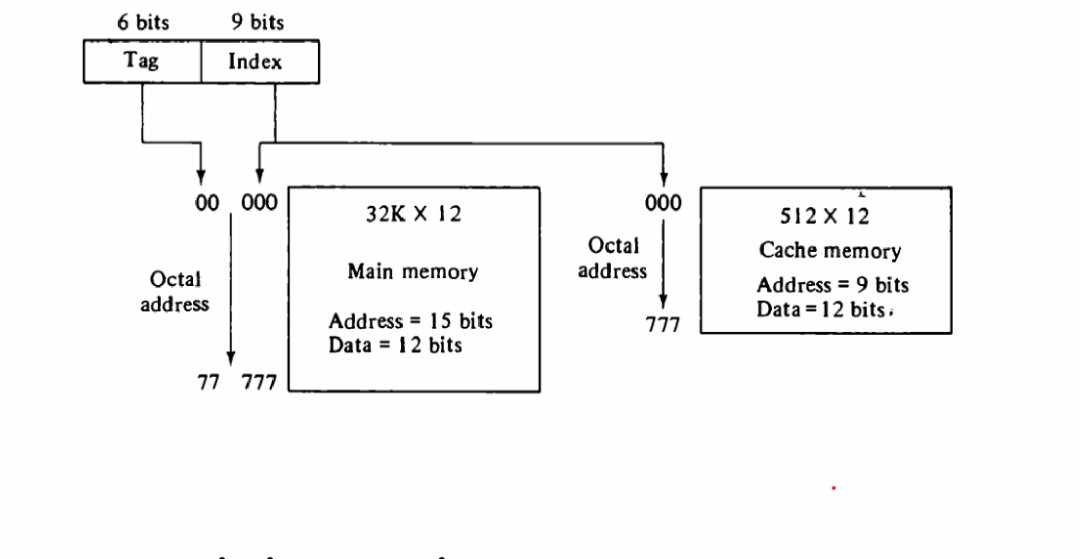 6 bits 9 bits
Tag Index
00 000
32K X 12
Main memory
Address = 15 bits
Data = 12 bits
Octal
address
77 777
000
Octal
address
777
512 X 12
Cache memory
Address = 9 bits
Data = 12 bits.